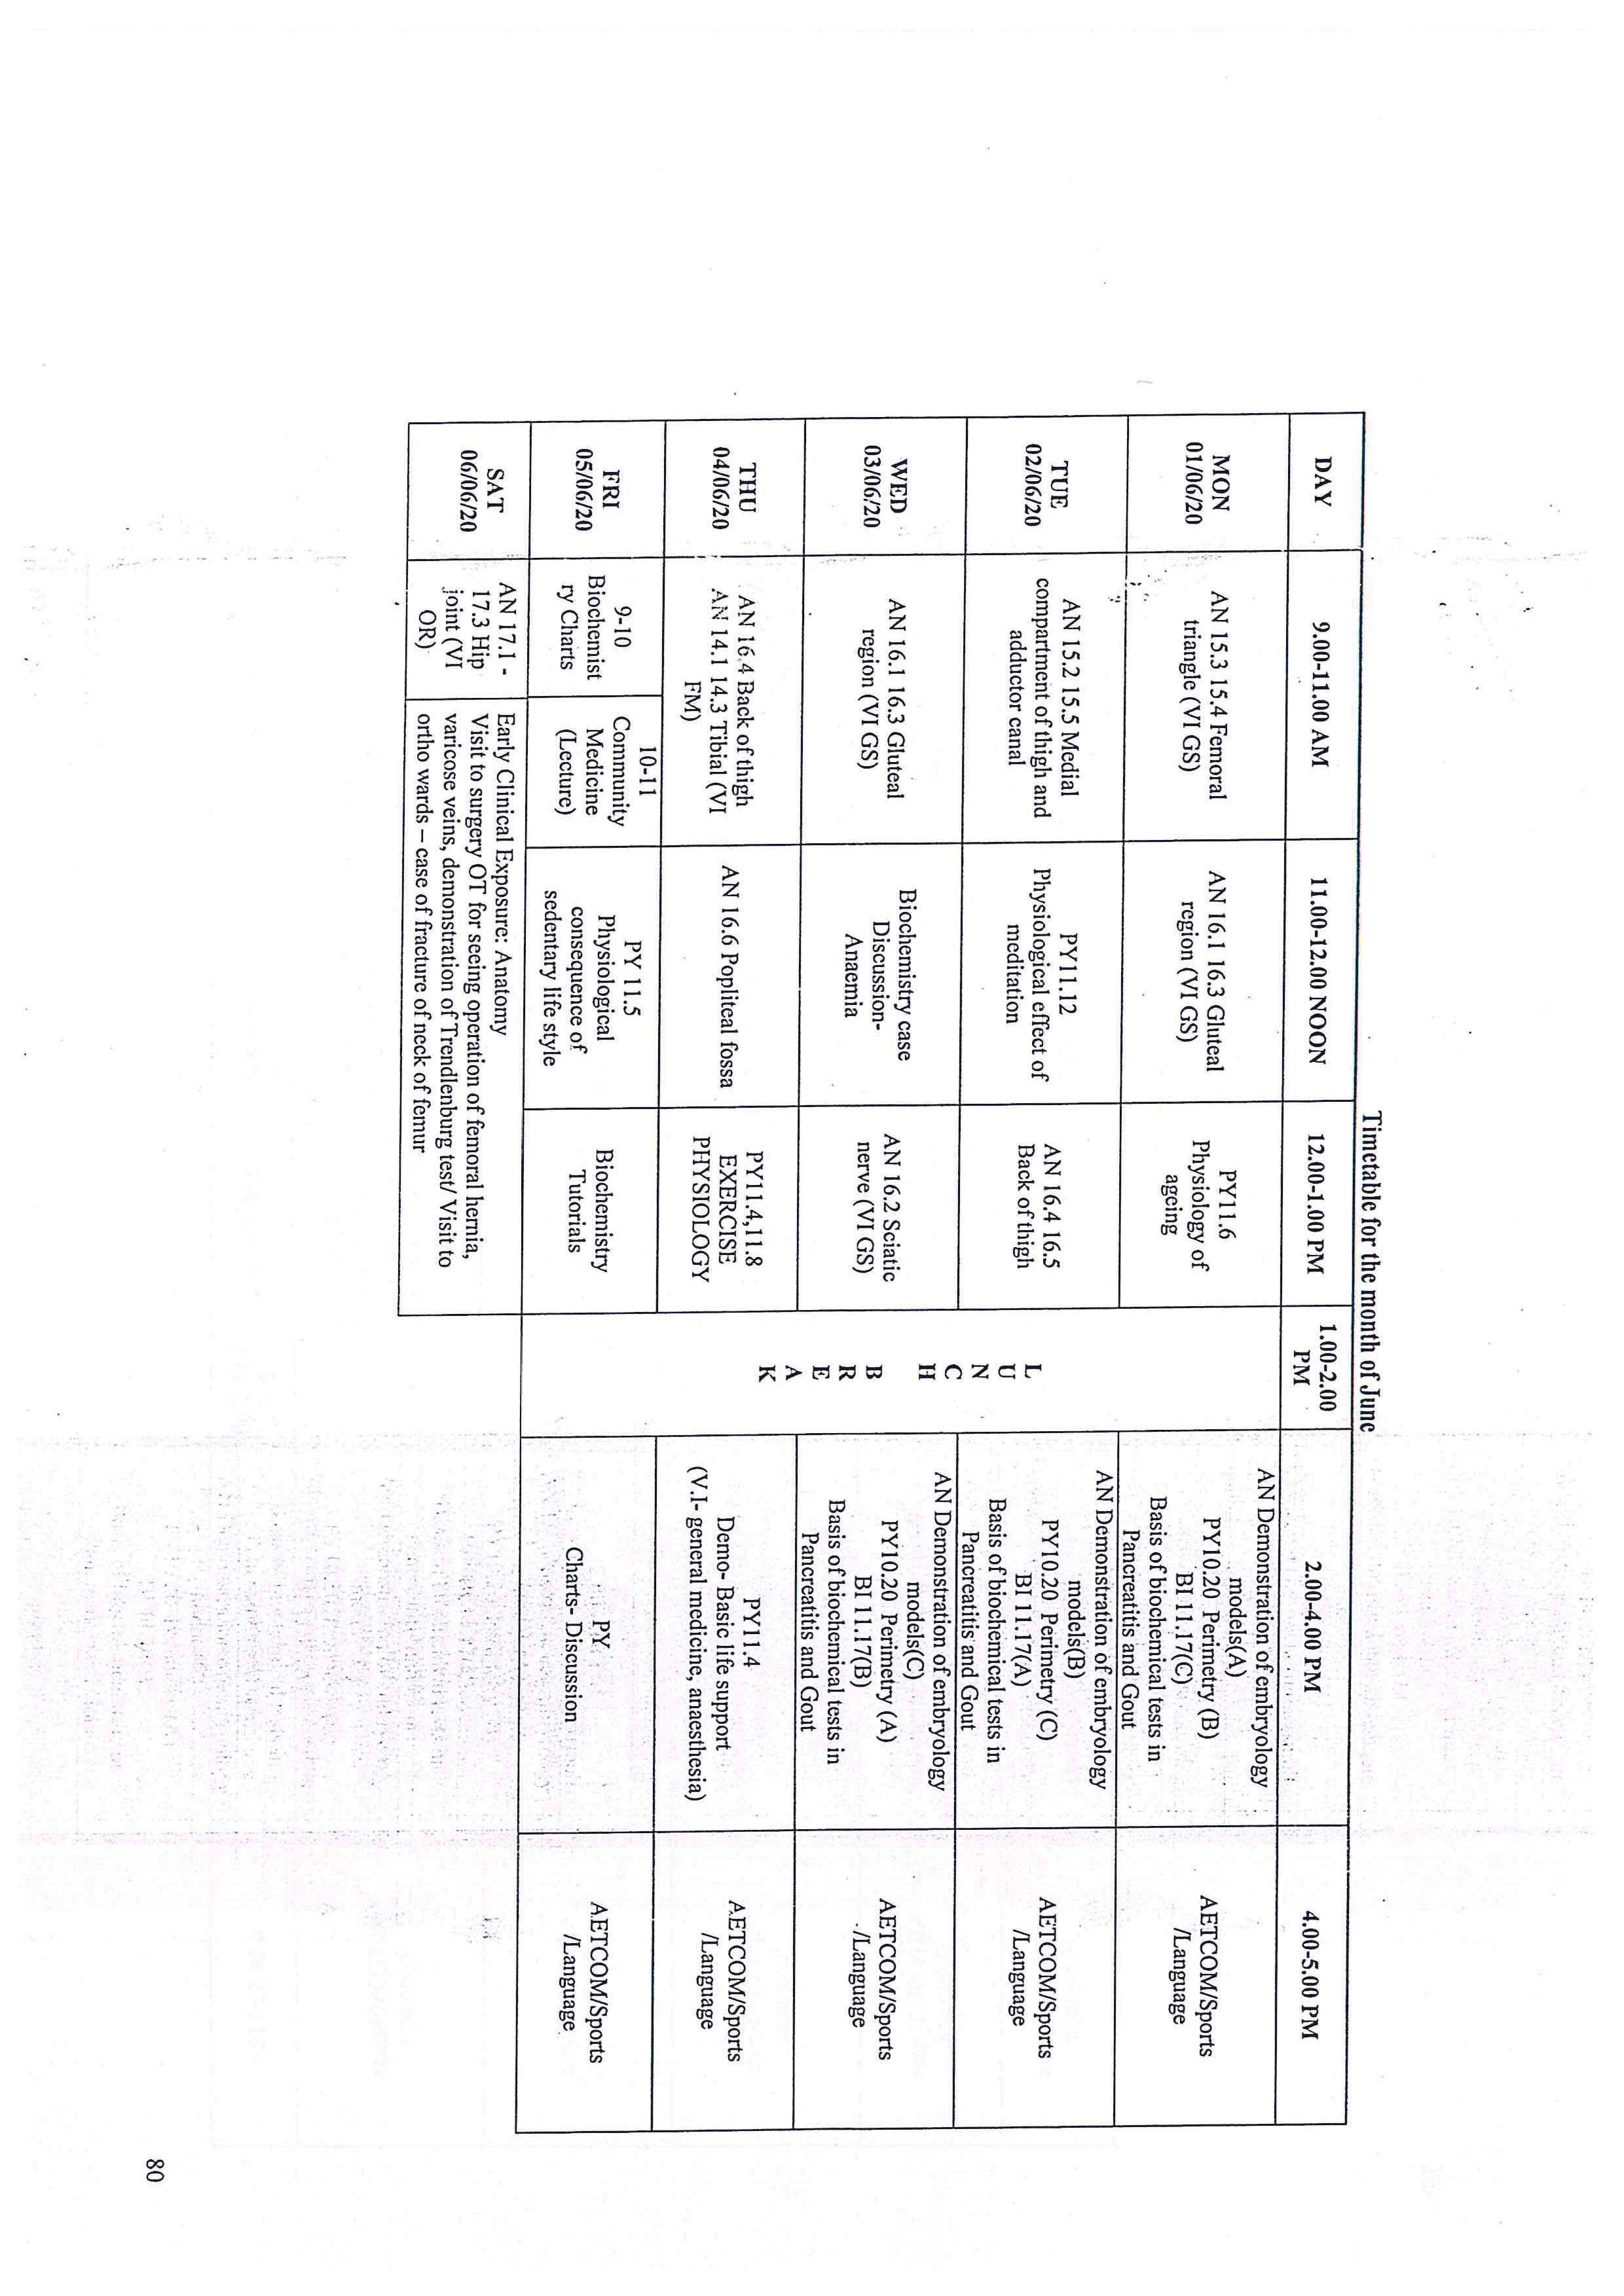 Timetable for the month of June
DAY
9.00-11.00 AM
11.00-12.00 NOON
12.00-1.00 PM
1.00-2.00
PM
2.00-4.00 PM
4.00-5.00 PM
MON
01/06/20
AN 15.3 15.4 Femoral
triangle (VI GS)
AN 16.1 16.3 Gluteal
region (VI GS)
PY11.6
Physiology of
ageing
L U N C H B R E A K
AN Demonstration of embryology
models(A)
PY10.20 Perimetry (B)
BI 11.17(C)
Basis of biochemical tests in
Pancreatitis and Gout
AETCOM/Sports
/Language
TUE
02/06/20
AN 15.2 15.5 Medial
compartment of thigh and
adductor canal
PY11.12
Physiological effect of
meditation
AN 16.4 16.5
Back of thigh
AN Demonstration of embryology
models(B)
PY10.20 Perimetry (C)
BI 11.17(A)
Basis of biochemical tests in
Pancreatitis and Gout
AETCOM/Sports
/Language
WED
03/06/20
AN 16.1 16.3 Gluteal
region (VI GS)
Biochemistry case
Discussion-
Anaemia
AN 16.2 Sciatic
nerve (VI GS)
AN Demonstration of embryology
models(C)
PY10.20 Perimetry (A)
BI 11.17(B)
Basis of biochemical tests in
Pancreatitis and Gout
AETCOM/Sports
/Language
THU
04/06/20
AN 16.4 Back of thigh
AN 14.1 14.3 Tibial (VI
FM)
AN 16.6 Popliteal fossa
PY11.4,11.8
EXERCISE
PHYSIOLOGY
PY11.4
Demo- Basic life support
(V.I- general medicine, anaesthesia)
AETCOM/Sports
/Language
FRI
05/06/20
9-10
Biochemist
ry Charts
10-11
Community
Medicine
(Lecture)
PY 11.5
Physiological
consequence of
sedentary life style
Biochemistry
Tutorials
PY
Charts- Discussion
AETCOM/Sports
/Language
SAT
06/06/20
AN 17.1 -
17.3 Hip
joint (VI
OR)
Early Clinical Exposure: Anatomy
Visit to surgery OT for seeing operation of femoral hernia,
varicose veins, demonstration of Trendlenburg test/ Visit to
ortho wards – case of fracture of neck of femur
80